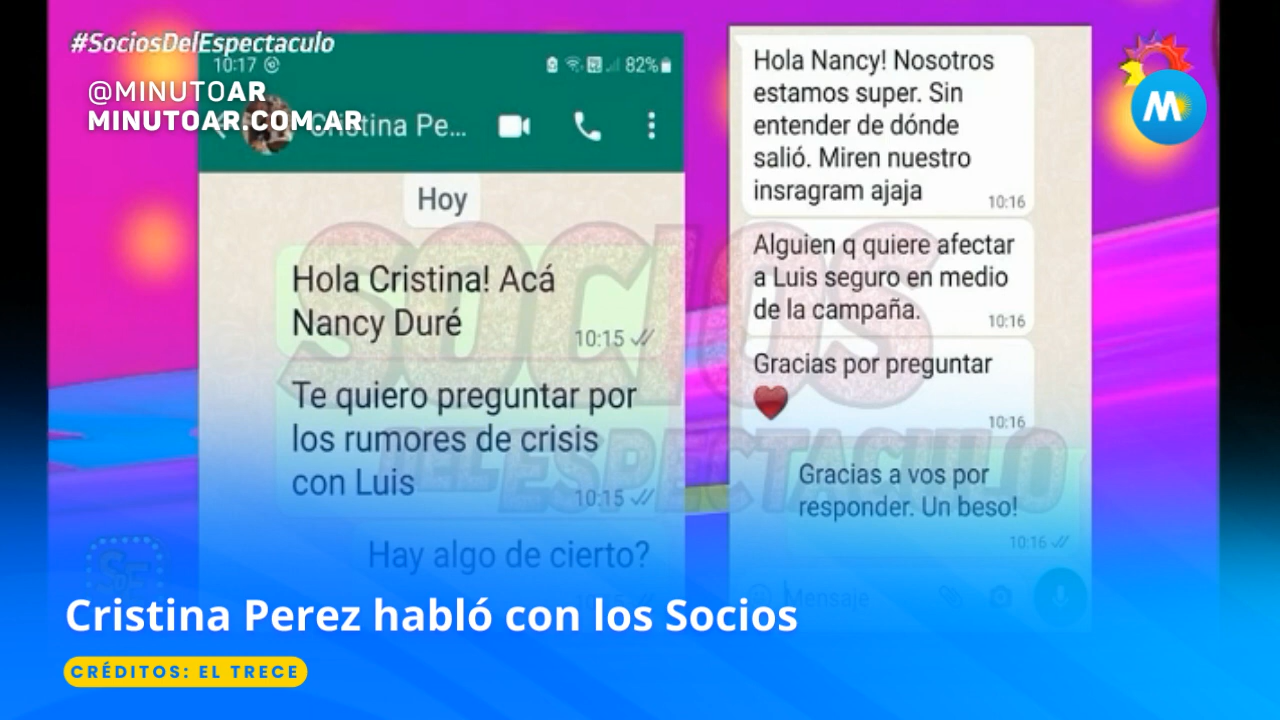 #SociosDelEspectaculo
@MINUTOAR
MINUTOAR.COM.AR
M
10:17
82%
Cristina Pe...
Hoy
Hola Cristina! Acá
Nancy Duré
10:15
Te quiero preguntar por
los rumores de crisis
con Luis
10:15
Hay algo de cierto?
Hola Nancy! Nosotros
estamos super. Sin
entender de dónde
salió. Miren nuestro
insragram ajaja
10:16
Alguien q quiere afectar
a Luis seguro en medio
de la campaña.
10:16
Gracias por preguntar
❤️
10:16
Gracias a vos por
responder. Un beso!
10:16
Mensaje
SOCIOS
DEL ESPECTACULO
Cristina Perez habló con los Socios
CRÉDITOS: EL TRECE